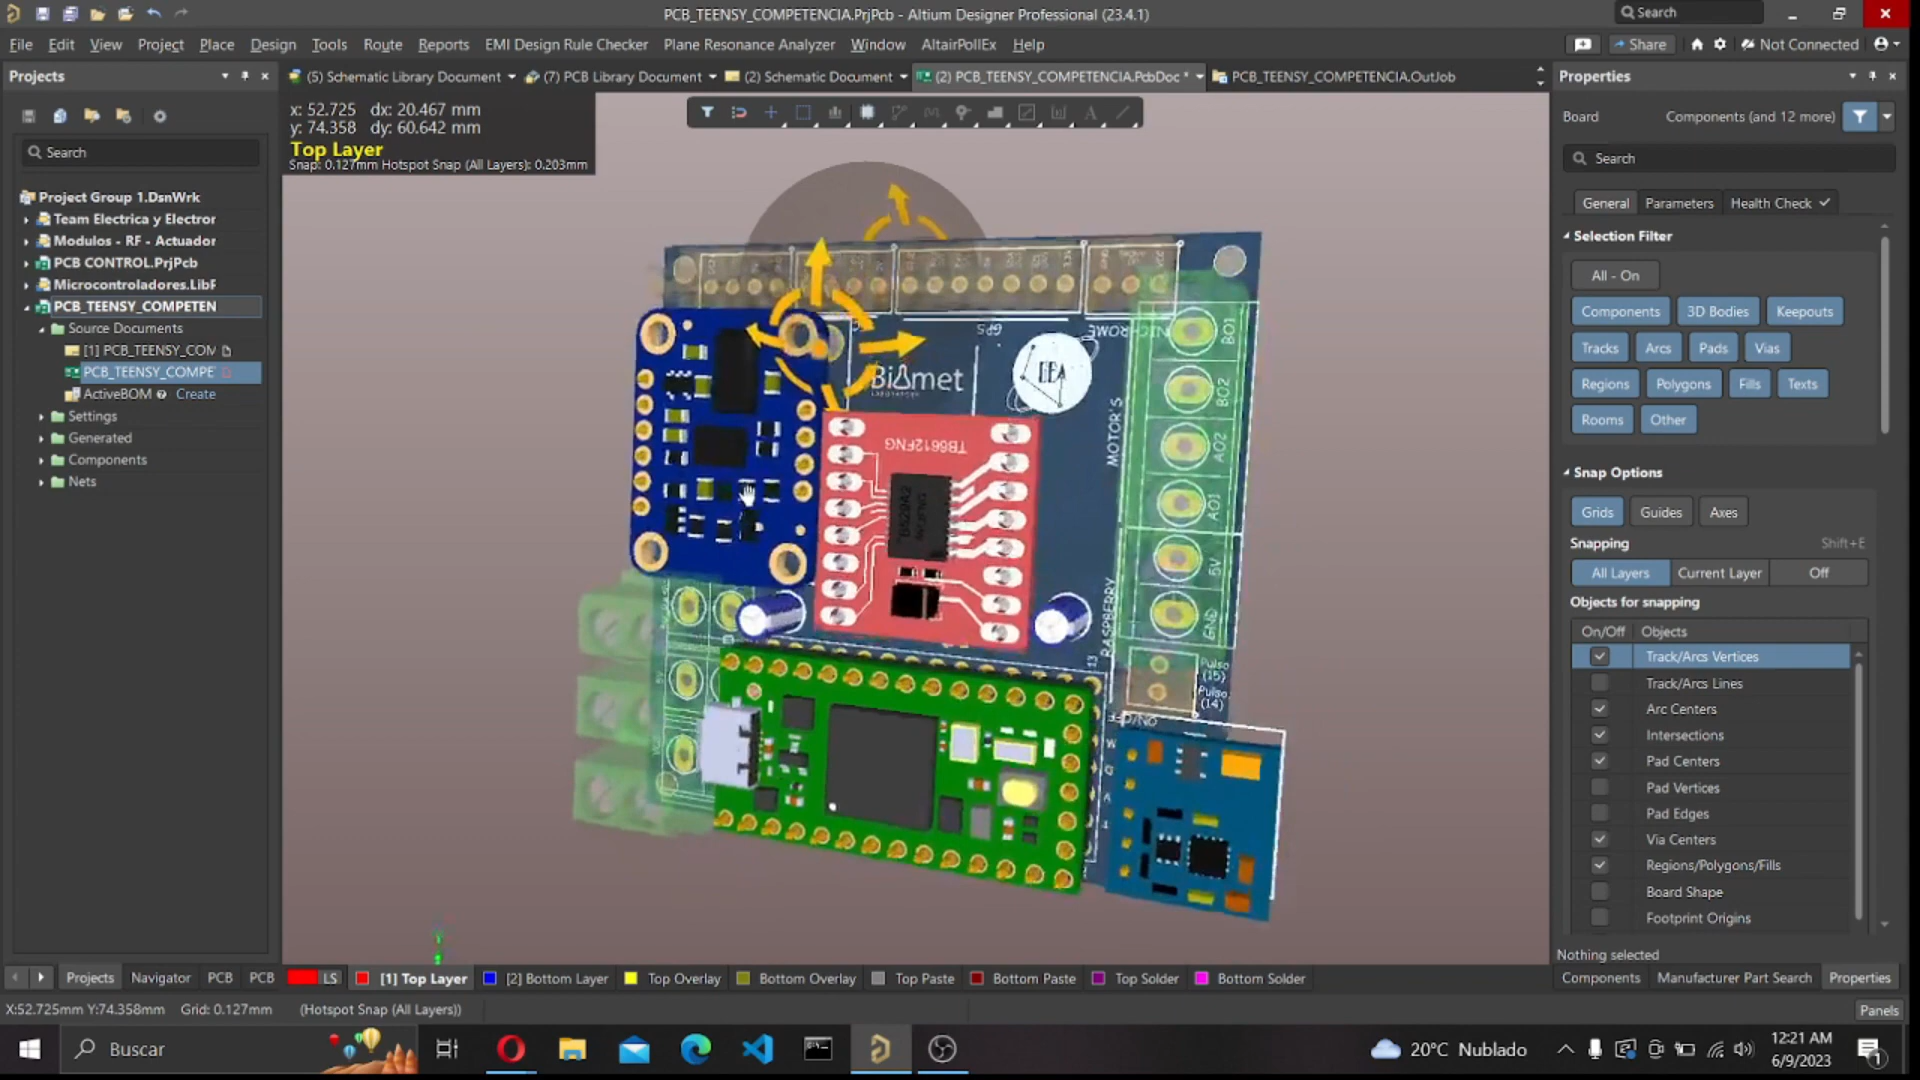 PCB_TEENSY_COMPETENCIA.PrjPcb - Altium Designer Professional (23.4.1)
Search
File Edit View Project Place Design Tools Route Reports EMI Design Rule Checker Plane Resonance Analyzer Window AltairPollEx Help
Share
Not Connected
Projects
(5) Schematic Library Document
(7) PCB Library Document
(2) Schematic Document
(2) PCB_TEENSY_COMPETENCIA.PcbDoc *
PCB_TEENSY_COMPETENCIA.OutJob
Properties
x: 52.725 dx: 20.467 mm
y: 74.358 dy: 60.642 mm
Top Layer
Snap: 0.127mm Hotspot Snap (All Layers): 0.203mm
Search
Project Group 1.DsnWrk
Team Electrica y Electror
Modulos - RF - Actuador
PCB CONTROL.PrjPcb
Microcontroladores.LibF
PCB_TEENSY_COMPETEN
Source Documents
[1] PCB_TEENSY_COM
PCB_TEENSY_COMPE
ActiveBOM Create
Settings
Generated
Components
Nets
GPS
NICHROME
Biomet
LABORATORY
EEA
TB6612FNG
MOTOR'S
RASPBERRY
BO1
BO2
AO2
AO1
5V
GND
Pulso
(15)
Pulso
(14)
ON/OFF
13
Board Components (and 12 more)
Search
General Parameters Health Check
Selection Filter
All - On
Components 3D Bodies Keepouts
Tracks Arcs Pads Vias
Regions Polygons Fills Texts
Rooms Other
Snap Options
Grids Guides Axes
Snapping Shift+E
All Layers Current Layer Off
Objects for snapping
On/Off Objects
Track/Arcs Vertices
Track/Arcs Lines
Arc Centers
Intersections
Pad Centers
Pad Vertices
Pad Edges
Via Centers
Regions/Polygons/Fills
Board Shape
Footprint Origins
Nothing selected
Components Manufacturer Part Search Properties
Projects Navigator PCB PCB
LS [1] Top Layer [2] Bottom Layer Top Overlay Bottom Overlay Top Paste Bottom Paste Top Solder Bottom Solder
X:52.725mm Y:74.358mm Grid: 0.127mm (Hotspot Snap (All Layers))
Panels
Buscar
20°C Nublado
12:21 AM
6/9/2023
1